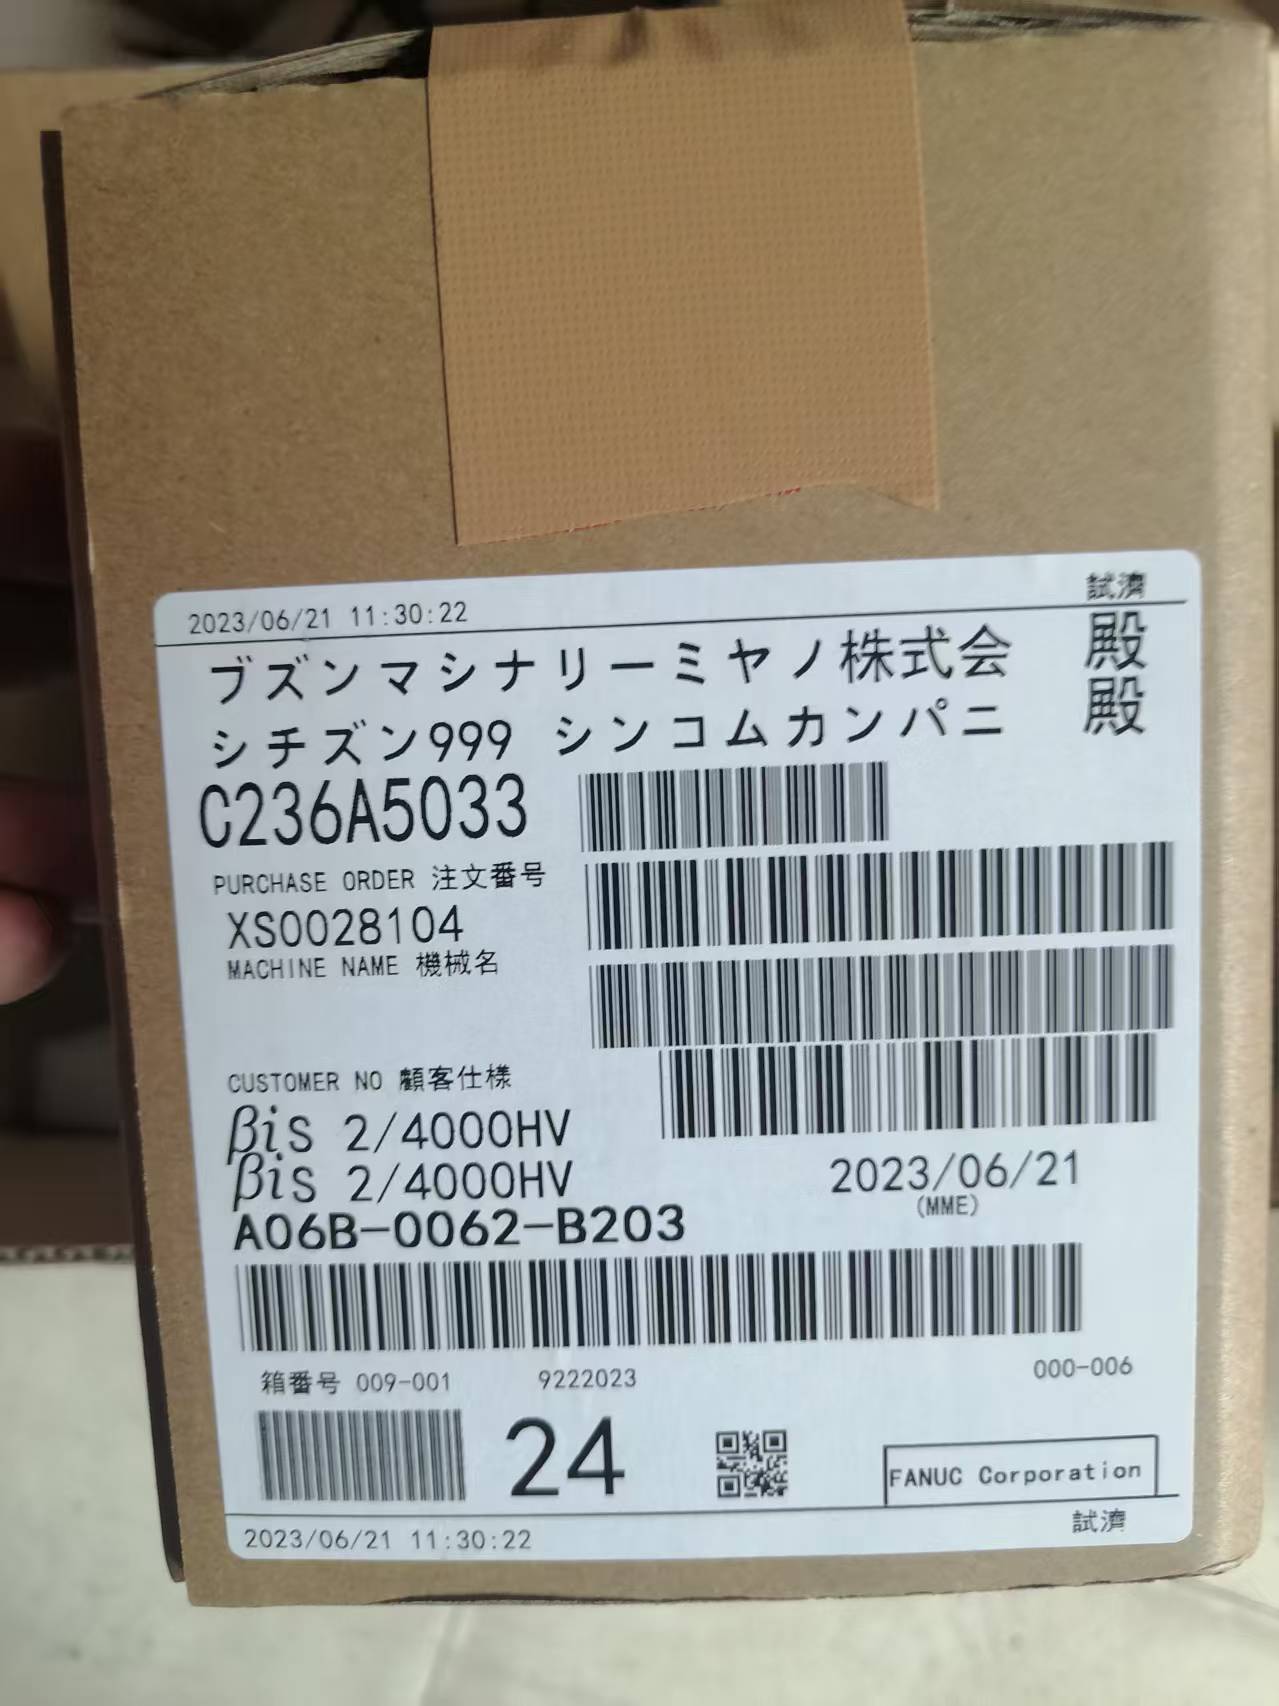 試済
2023/06/21 11:30:22
ブズンマシナリーミヤノ株式会 殿
シチズン999 シンコムカンパニ 殿
C236A5033
PURCHASE ORDER 注文番号
XS0028104
MACHINE NAME 機械名
CUSTOMER NO 顧客仕様
βiS 2/4000HV
βiS 2/4000HV
2023/06/21
(MME)
A06B-0062-B203
箱番号 009-001 9222023 000-006
24
FANUC Corporation
試済
2023/06/21 11:30:22